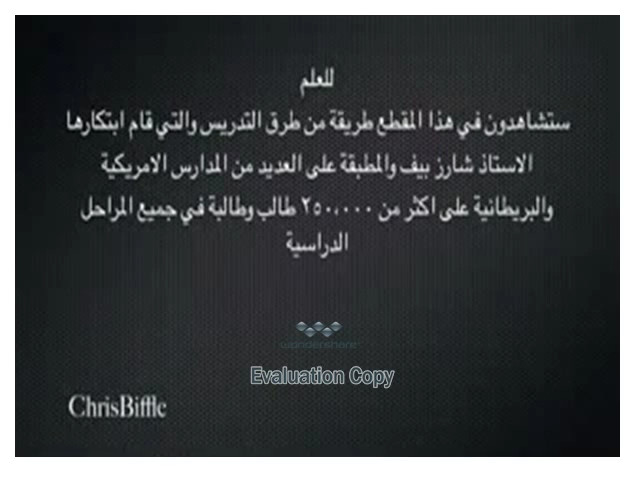 للعلم
ستشاهدون في هذا المقطع طريقة من طرق التدريس والتي قام ابتكارها
الاستاذ شارز بيف والمطبقة على العديد من المدارس الامريكية
والبريطانية على اكثر من ٢٥٠،٠٠٠ طالب وطالبة في جميع المراحل
الدراسية
wondershare
Evaluation Copy
ChrisBiffle